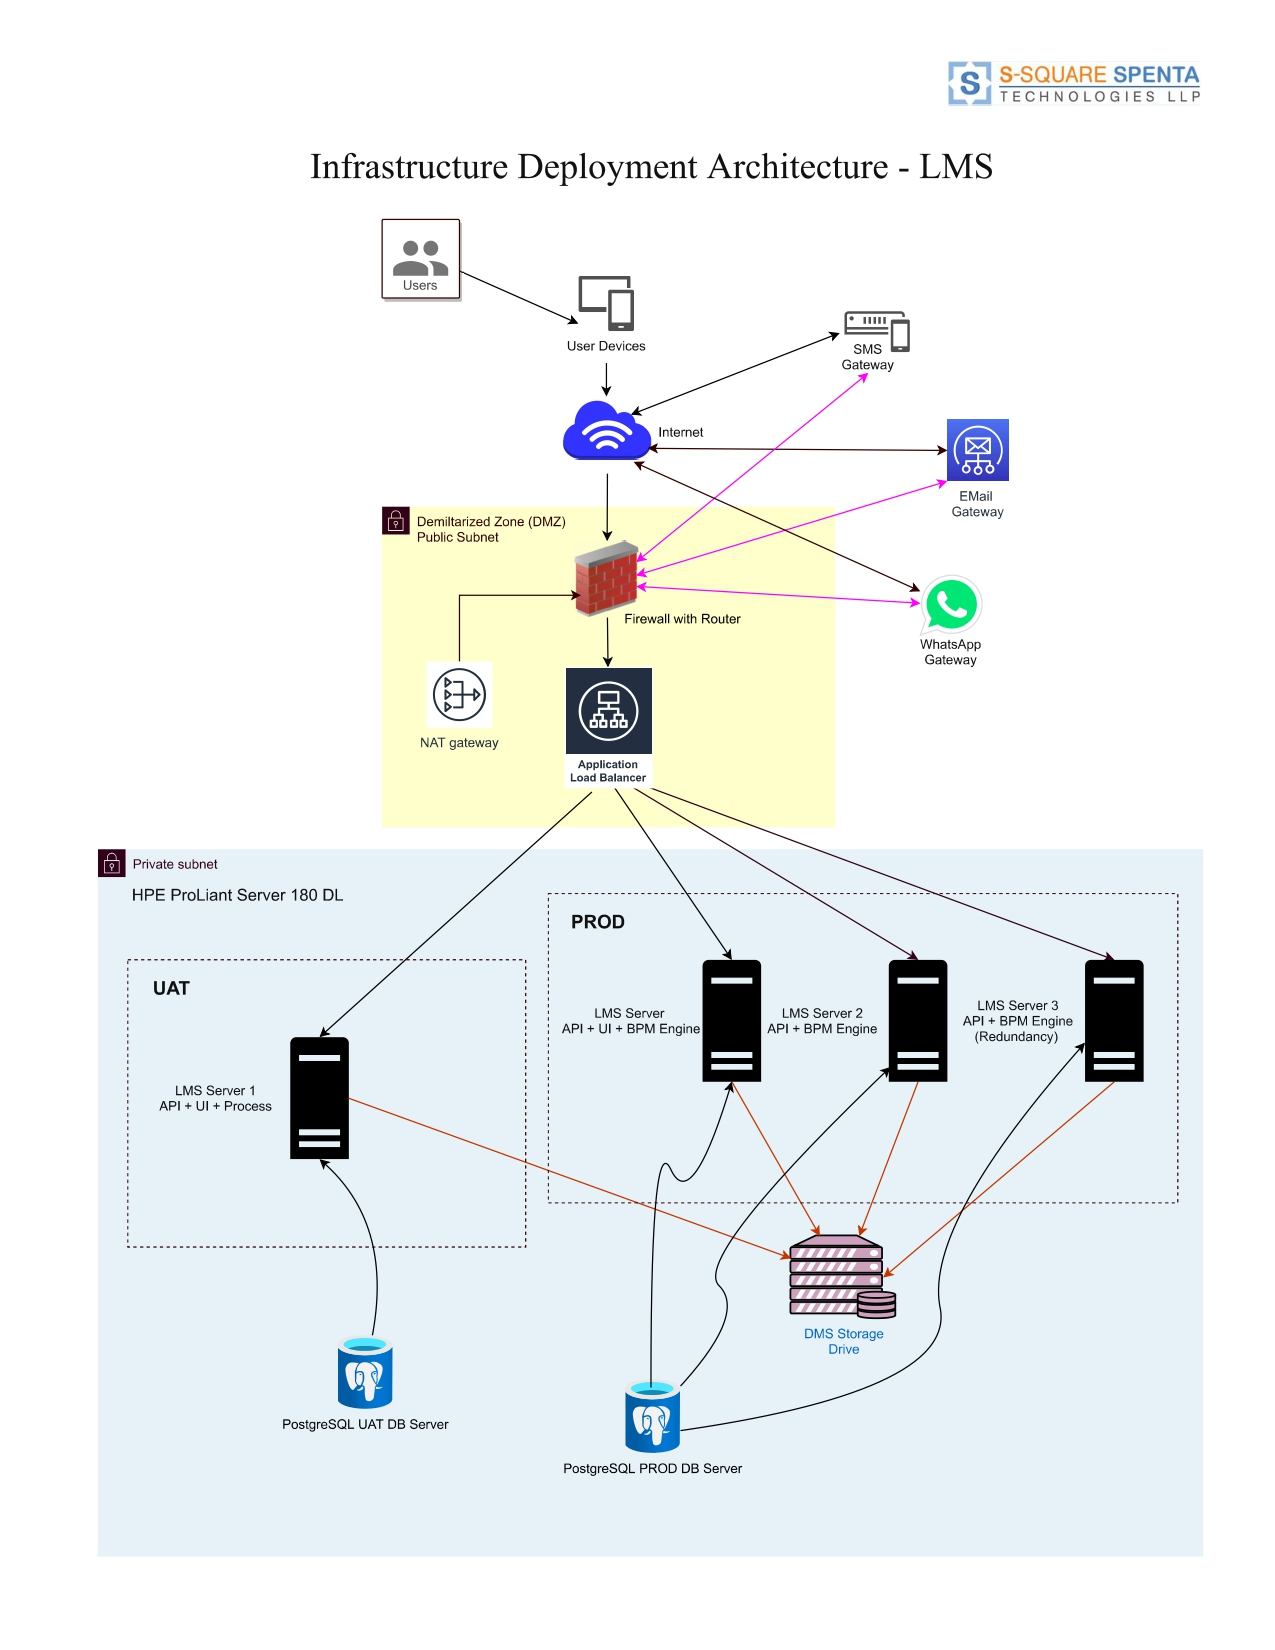 S
S-SQUARE SPENTA
TECHNOLOGIES LLP
Infrastructure Deployment Architecture - LMS
Users
User Devices
SMS
Gateway
Internet
EMail
Gateway
Demiltarized Zone (DMZ)
Public Subnet
Firewall with Router
WhatsApp
Gateway
NAT gateway
Application
Load Balancer
Private subnet
HPE ProLiant Server 180 DL
PROD
UAT
LMS Server
API + UI + BPM Engine
LMS Server 2
API + BPM Engine
LMS Server 3
API + BPM Engine
(Redundancy)
LMS Server 1
API + UI + Process
DMS Storage
Drive
PostgreSQL UAT DB Server
PostgreSQL PROD DB Server